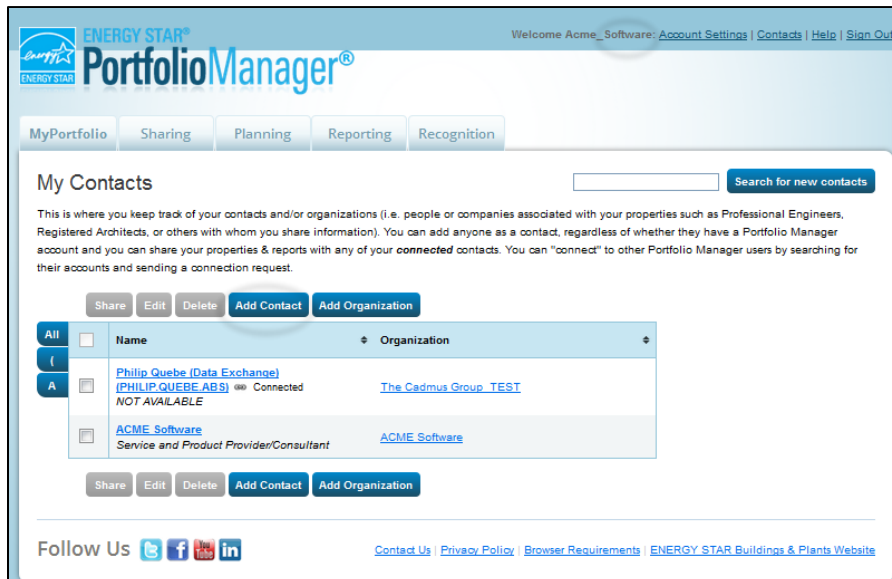 ENERGY STAR®
PortfolioManager®
energy
ENERGY STAR
Welcome Acme_Software: Account Settings | Contacts | Help | Sign Out
MyPortfolio Sharing Planning Reporting Recognition
My Contacts
Search for new contacts
This is where you keep track of your contacts and/or organizations (i.e. people or companies associated with your properties such as Professional Engineers,
Registered Architects, or others with whom you share information). You can add anyone as a contact, regardless of whether they have a Portfolio Manager
account and you can share your properties & reports with any of your connected contacts. You can "connect" to other Portfolio Manager users by searching for
their accounts and sending a connection request.
Share Edit Delete Add Contact Add Organization
All
(
A
Name Organization
Philip Quebe (Data Exchange)
(PHILIP.QUEBE.ABS) Connected
NOT AVAILABLE
The Cadmus Group TEST
ACME Software
Service and Product Provider/Consultant
ACME Software
Share Edit Delete Add Contact Add Organization
Follow Us
You
Tube
in
Contact Us | Privacy Policy | Browser Requirements | ENERGY STAR Buildings & Plants Website